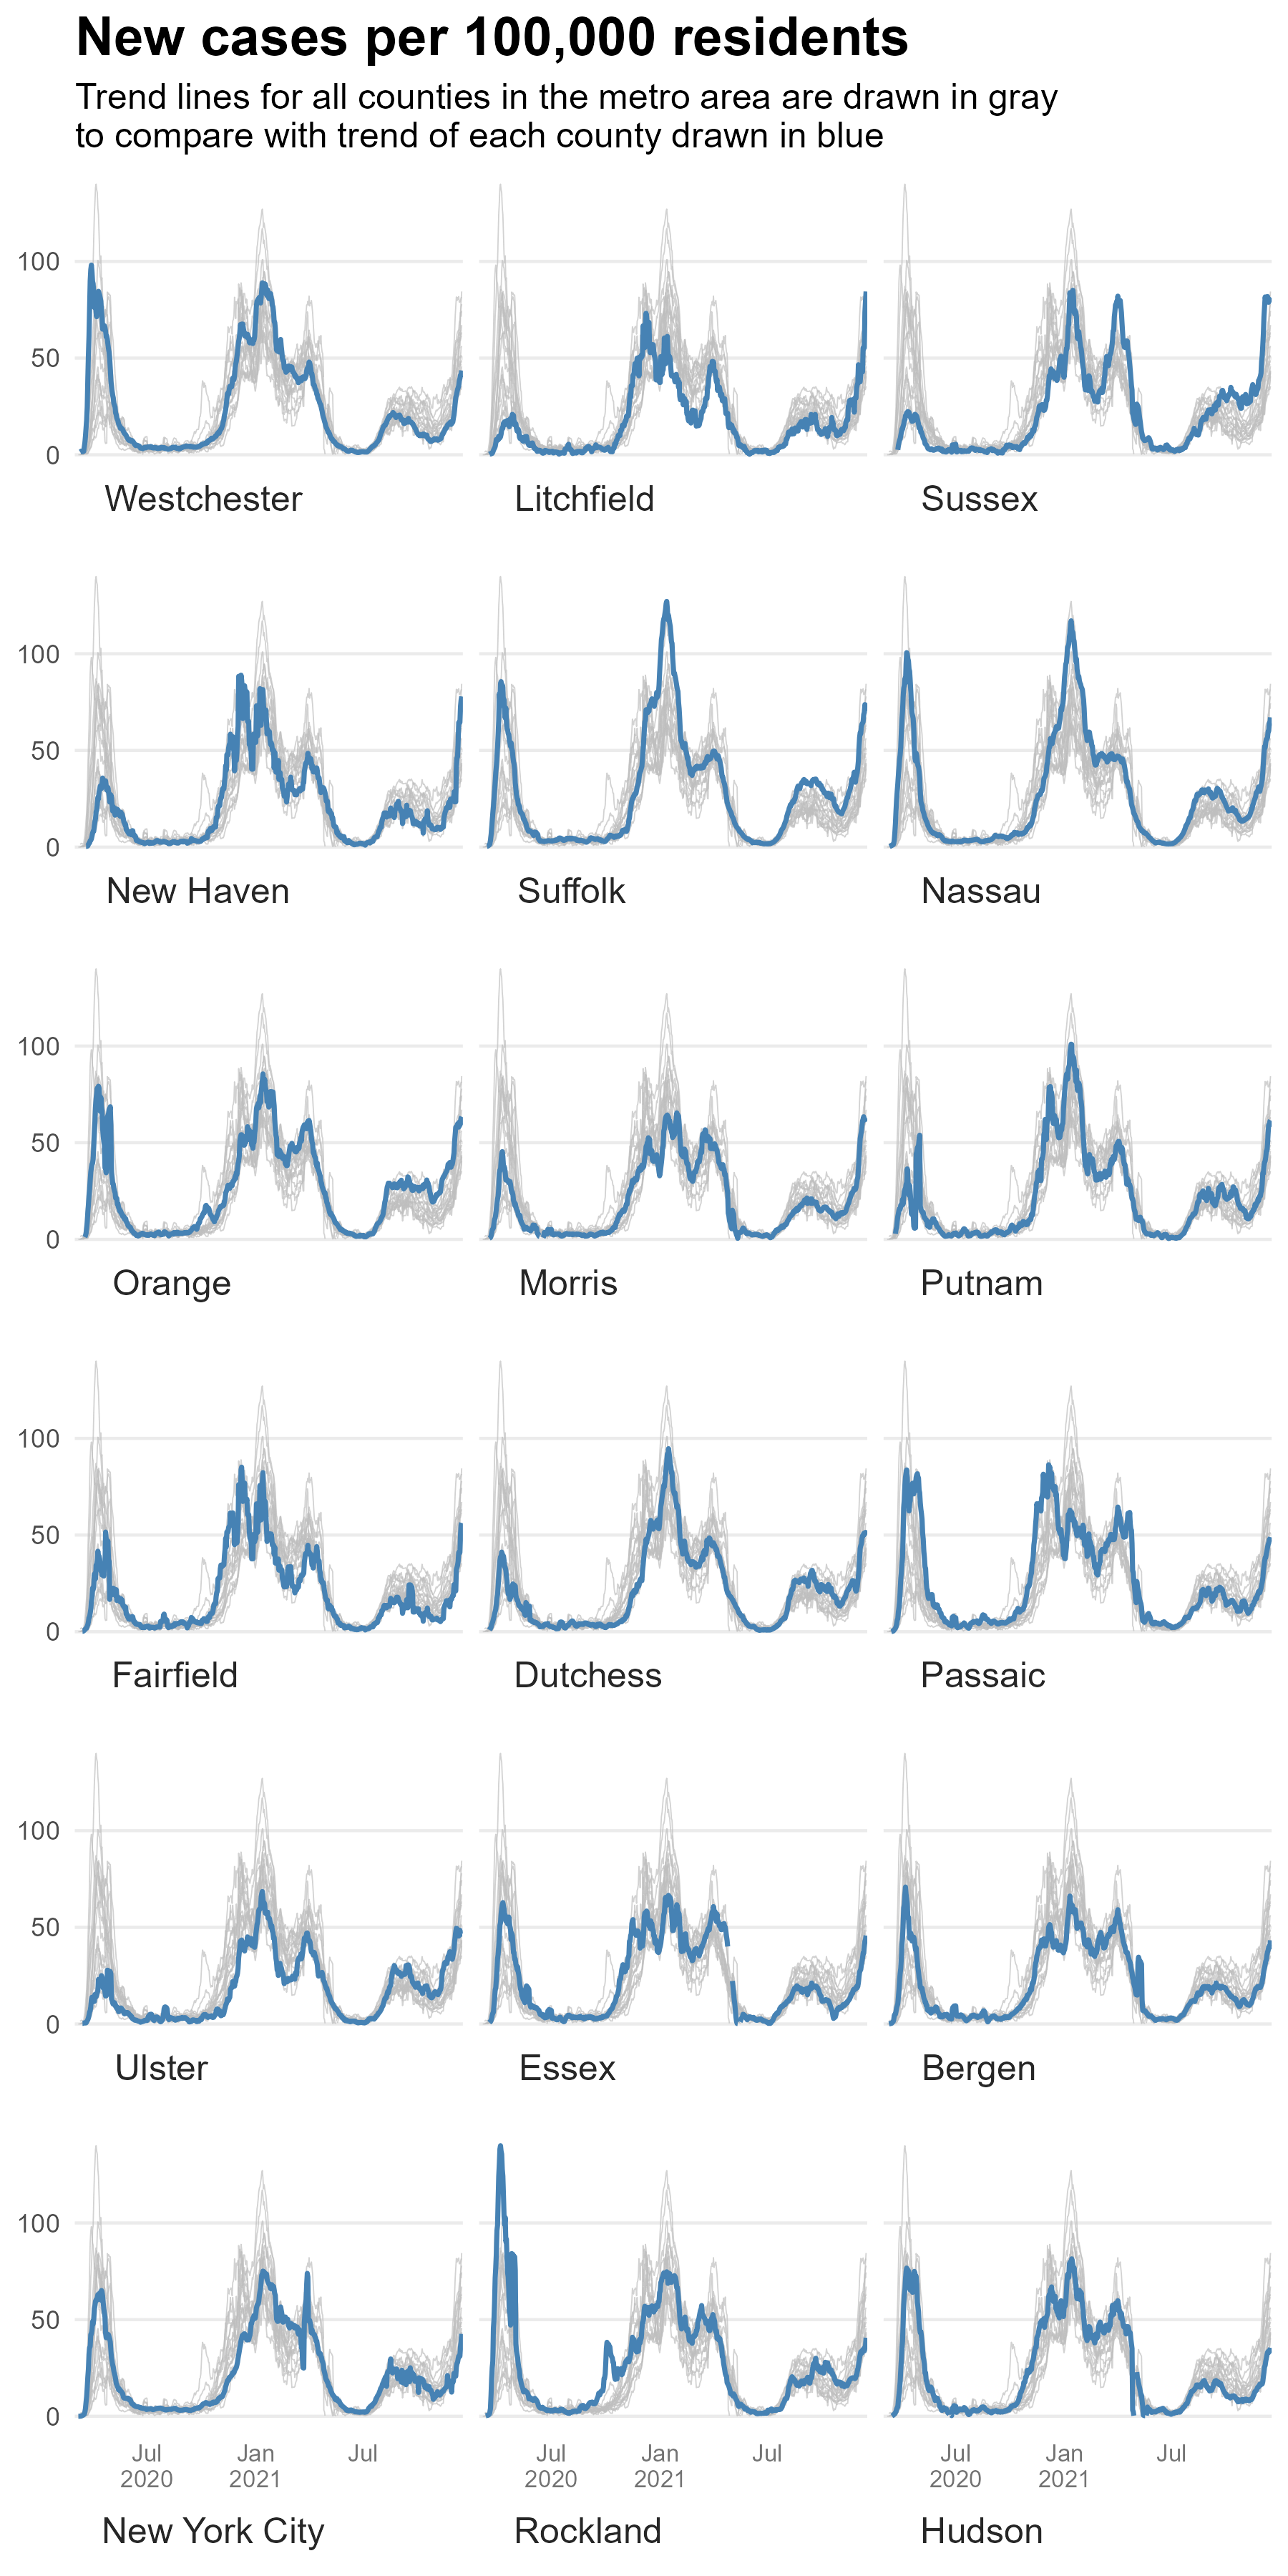 New cases per 100,000 residents
Trend lines for all counties in the metro area are drawn in gray
to compare with trend of each county drawn in blue
100
50
0
Westchester Litchfield Sussex
100
50
0
New Haven Suffolk Nassau
100
50
0
Orange Morris Putnam
100
50
0
Fairfield Dutchess Passaic
100
50
0
Ulster Essex Bergen
100
50
0
Jul Jan Jul Jul Jan Jul Jul Jan Jul
2020 2021 2020 2021 2020 2021
New York City Rockland Hudson